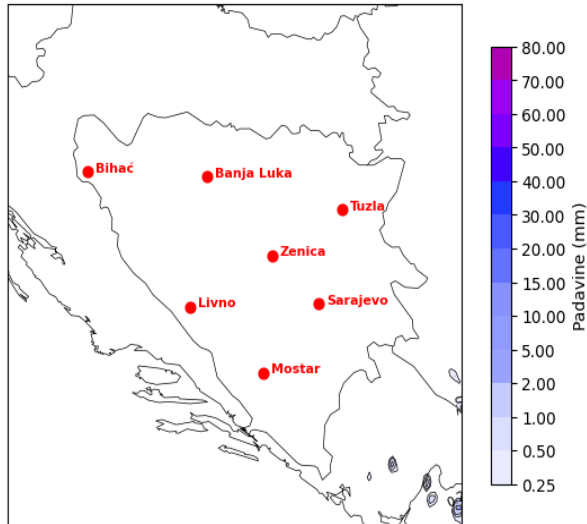 Bihać
Banja Luka
Tuzla
Zenica
Livno
Sarajevo
Mostar
80.00
70.00
60.00
50.00
40.00
30.00
20.00
15.00
10.00
5.00
2.00
1.00
0.50
0.25
Padavine (mm)